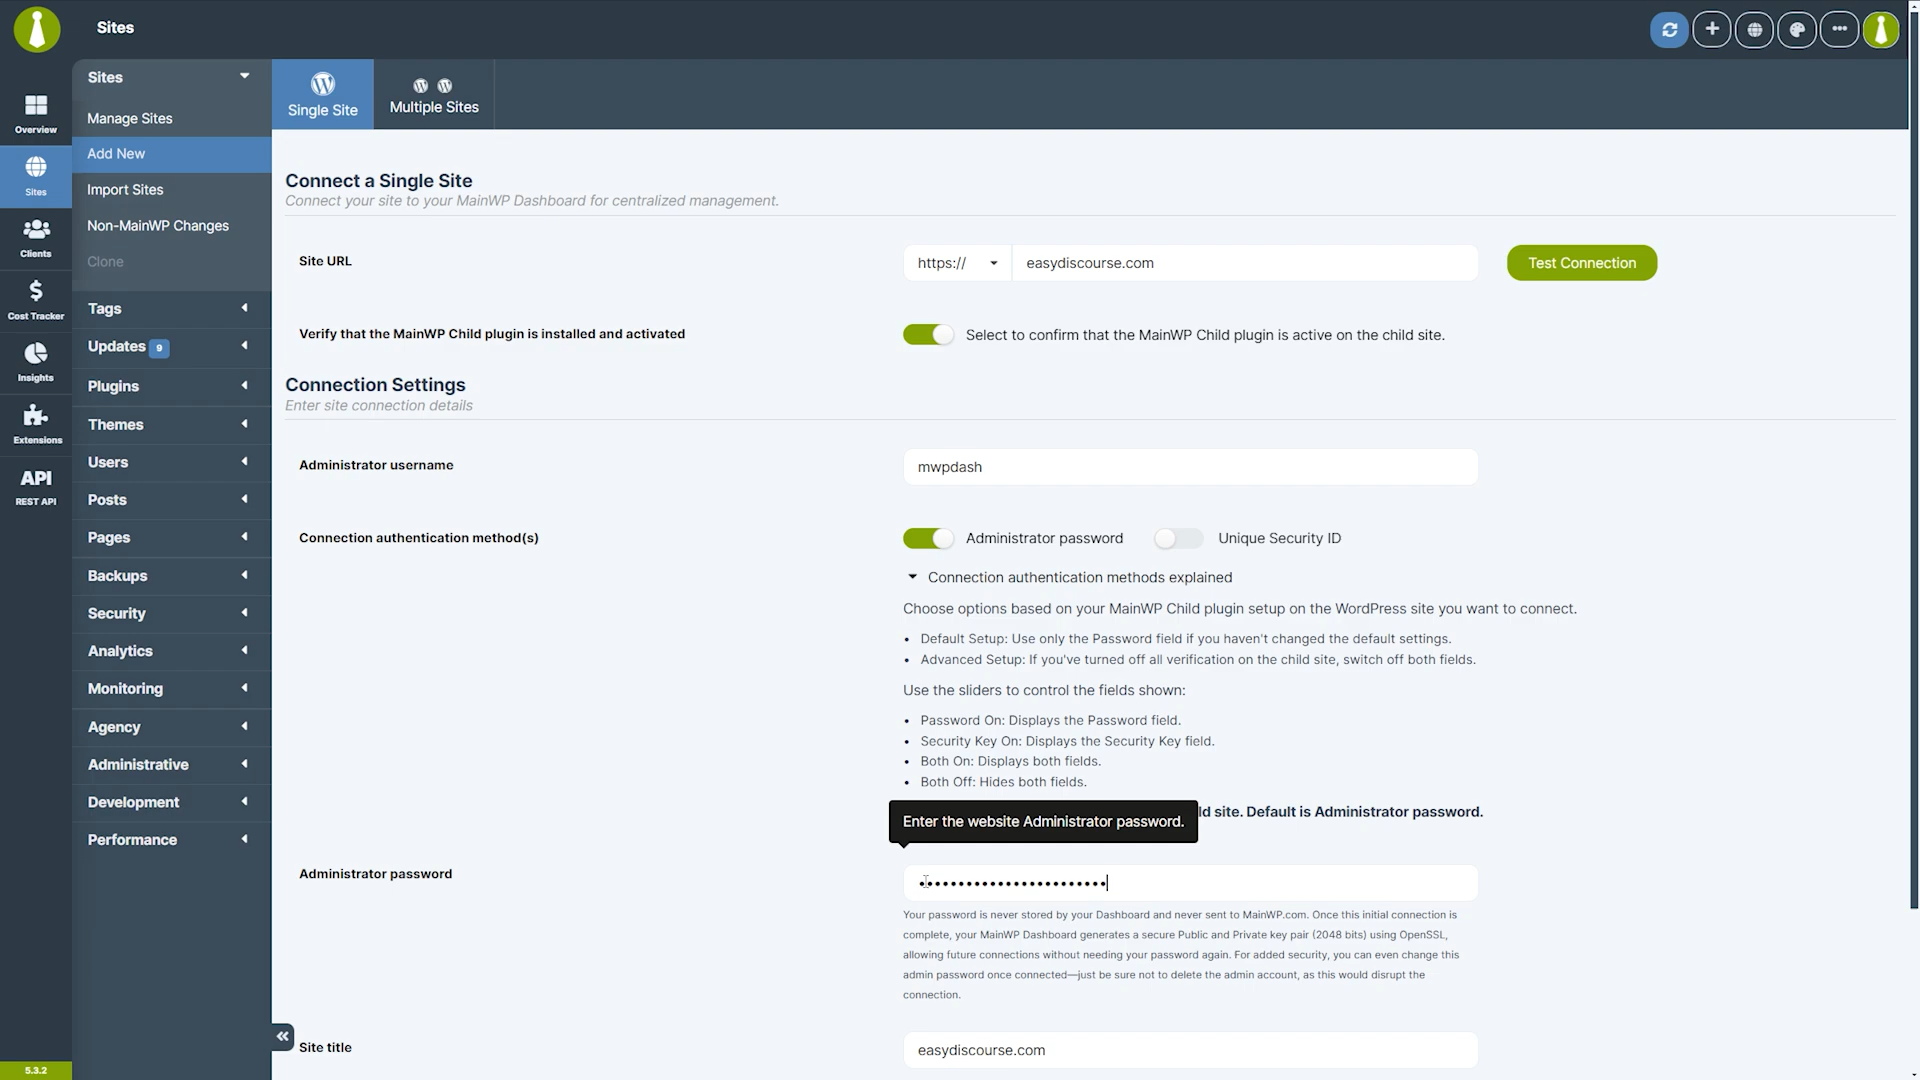 Sites
Overview
Sites
Clients
Cost Tracker
Insights
Extensions
API
REST API
5.3.2
Sites
Manage Sites
Add New
Import Sites
Non-MainWP Changes
Clone
Tags
Updates 9
Plugins
Themes
Users
Posts
Pages
Backups
Security
Analytics
Monitoring
Agency
Administrative
Development
Performance
Single Site
Multiple Sites
Connect a Single Site
Connect your site to your MainWP Dashboard for centralized management.
Site URL
https://
easydiscourse.com
Test Connection
Verify that the MainWP Child plugin is installed and activated
Select to confirm that the MainWP Child plugin is active on the child site.
Connection Settings
Enter site connection details
Administrator username
mwpdash
Connection authentication method(s)
Administrator password
Unique Security ID
Connection authentication methods explained
Choose options based on your MainWP Child plugin setup on the WordPress site you want to connect.
• Default Setup: Use only the Password field if you haven't changed the default settings.
• Advanced Setup: If you've turned off all verification on the child site, switch off both fields.
Use the sliders to control the fields shown:
• Password On: Displays the Password field.
• Security Key On: Displays the Security Key field.
• Both On: Displays both fields.
• Both Off: Hides both fields.
site. Default is Administrator password.
Enter the website Administrator password.
Administrator password
Your password is never stored by your Dashboard and never sent to MainWP.com. Once this initial connection is
complete, your MainWP Dashboard generates a secure Public and Private key pair (2048 bits) using OpenSSL,
allowing future connections without needing your password again. For added security, you can even change this
admin password once connected—just be sure not to delete the admin account, as this would disrupt the
connection.
Site title
easydiscourse.com